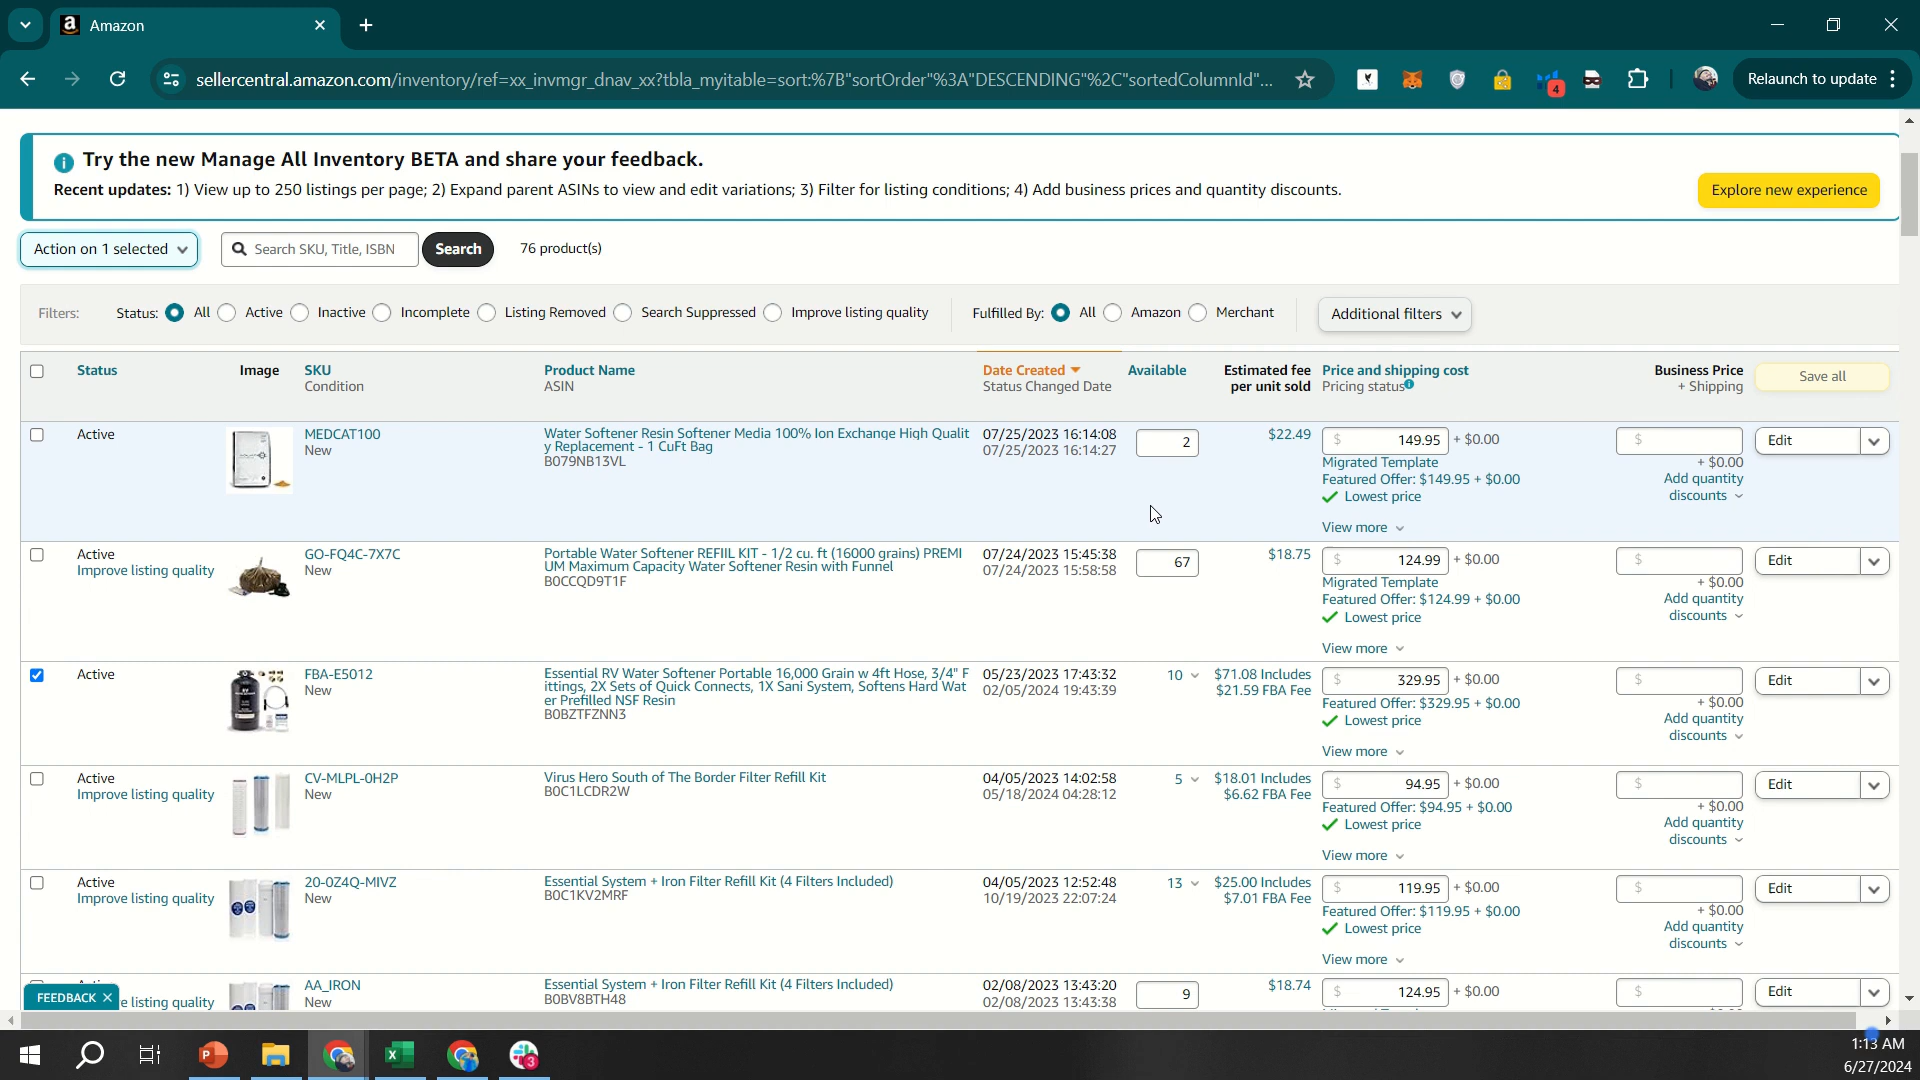 Amazon
sellercentral.amazon.com/inventory/ref=xx_invmgr_dnav_xx?tbla_myitable=sort:%7B"sortOrder"%3A"DESCENDING"%2C"sortedColumnId"...
4
Relaunch to update
Try the new Manage All Inventory BETA and share your feedback.
Recent updates: 1) View up to 250 listings per page; 2) Expand parent ASINs to view and edit variations; 3) Filter for listing conditions; 4) Add business prices and quantity discounts.
Explore new experience
Action on 1 selected
Search SKU, Title, ISBN
Search
76 product(s)
Filters: Status: All Active Inactive Incomplete Listing Removed Search Suppressed Improve listing quality Fulfilled By: All Amazon Merchant Additional filters
Status Image SKU Product Name Date Created Available Estimated fee Price and shipping cost Business Price Save all
Condition ASIN Status Changed Date per unit sold Pricing status + Shipping
Active MEDCAT100 Water Softener Resin Softener Media 100% Ion Exchange High Qualit 07/25/2023 16:14:08 2 $22.49 $ 149.95 + $0.00 $ Edit
New y Replacement - 1 CuFt Bag 07/25/2023 16:14:27
B079NB13VL Migrated Template + $0.00
Featured Offer: $149.95 + $0.00 Add quantity
Lowest price discounts
View more
Active GO-FQ4C-7X7C Portable Water Softener REFIIL KIT - 1/2 cu. ft (16000 grains) PREMI 07/24/2023 15:45:38 67 $18.75 $ 124.99 + $0.00 $ Edit
Improve listing quality New UM Maximum Capacity Water Softener Resin with Funnel 07/24/2023 15:58:58
B0CCQD9T1F Migrated Template + $0.00
Featured Offer: $124.99 + $0.00 Add quantity
Lowest price discounts
View more
Active FBA-E5012 Essential RV Water Softener Portable 16,000 Grain w 4ft Hose, 3/4" F 05/23/2023 17:43:32 10 $71.08 Includes $ 329.95 + $0.00 $ Edit
New ittings, 2X Sets of Quick Connects, 1X Sani System, Softens Hard Wat 02/05/2024 19:43:39 $21.59 FBA Fee
er Prefilled NSF Resin Featured Offer: $329.95 + $0.00 + $0.00
B0BZTFZNN3 Lowest price Add quantity
discounts
View more
Active CV-MLPL-0H2P Virus Hero South of The Border Filter Refill Kit 04/05/2023 14:02:58 5 $18.01 Includes $ 94.95 + $0.00 $ Edit
Improve listing quality New B0C1LCDR2W 05/18/2024 04:28:12 $6.62 FBA Fee
Featured Offer: $94.95 + $0.00 + $0.00
Lowest price Add quantity
discounts
View more
Active 20-0Z4Q-MIVZ Essential System + Iron Filter Refill Kit (4 Filters Included) 04/05/2023 12:52:48 13 $25.00 Includes $ 119.95 + $0.00 $ Edit
Improve listing quality New B0C1KV2MRF 10/19/2023 22:07:24 $7.01 FBA Fee
Featured Offer: $119.95 + $0.00 + $0.00
Lowest price Add quantity
discounts
View more
AA_IRON Essential System + Iron Filter Refill Kit (4 Filters Included) 02/08/2023 13:43:20 9 $18.74 $ 124.95 + $0.00 $ Edit
e listing quality New B0BV8BTH48 02/08/2023 13:43:38
FEEDBACK
3
1:13 AM
6/27/2024